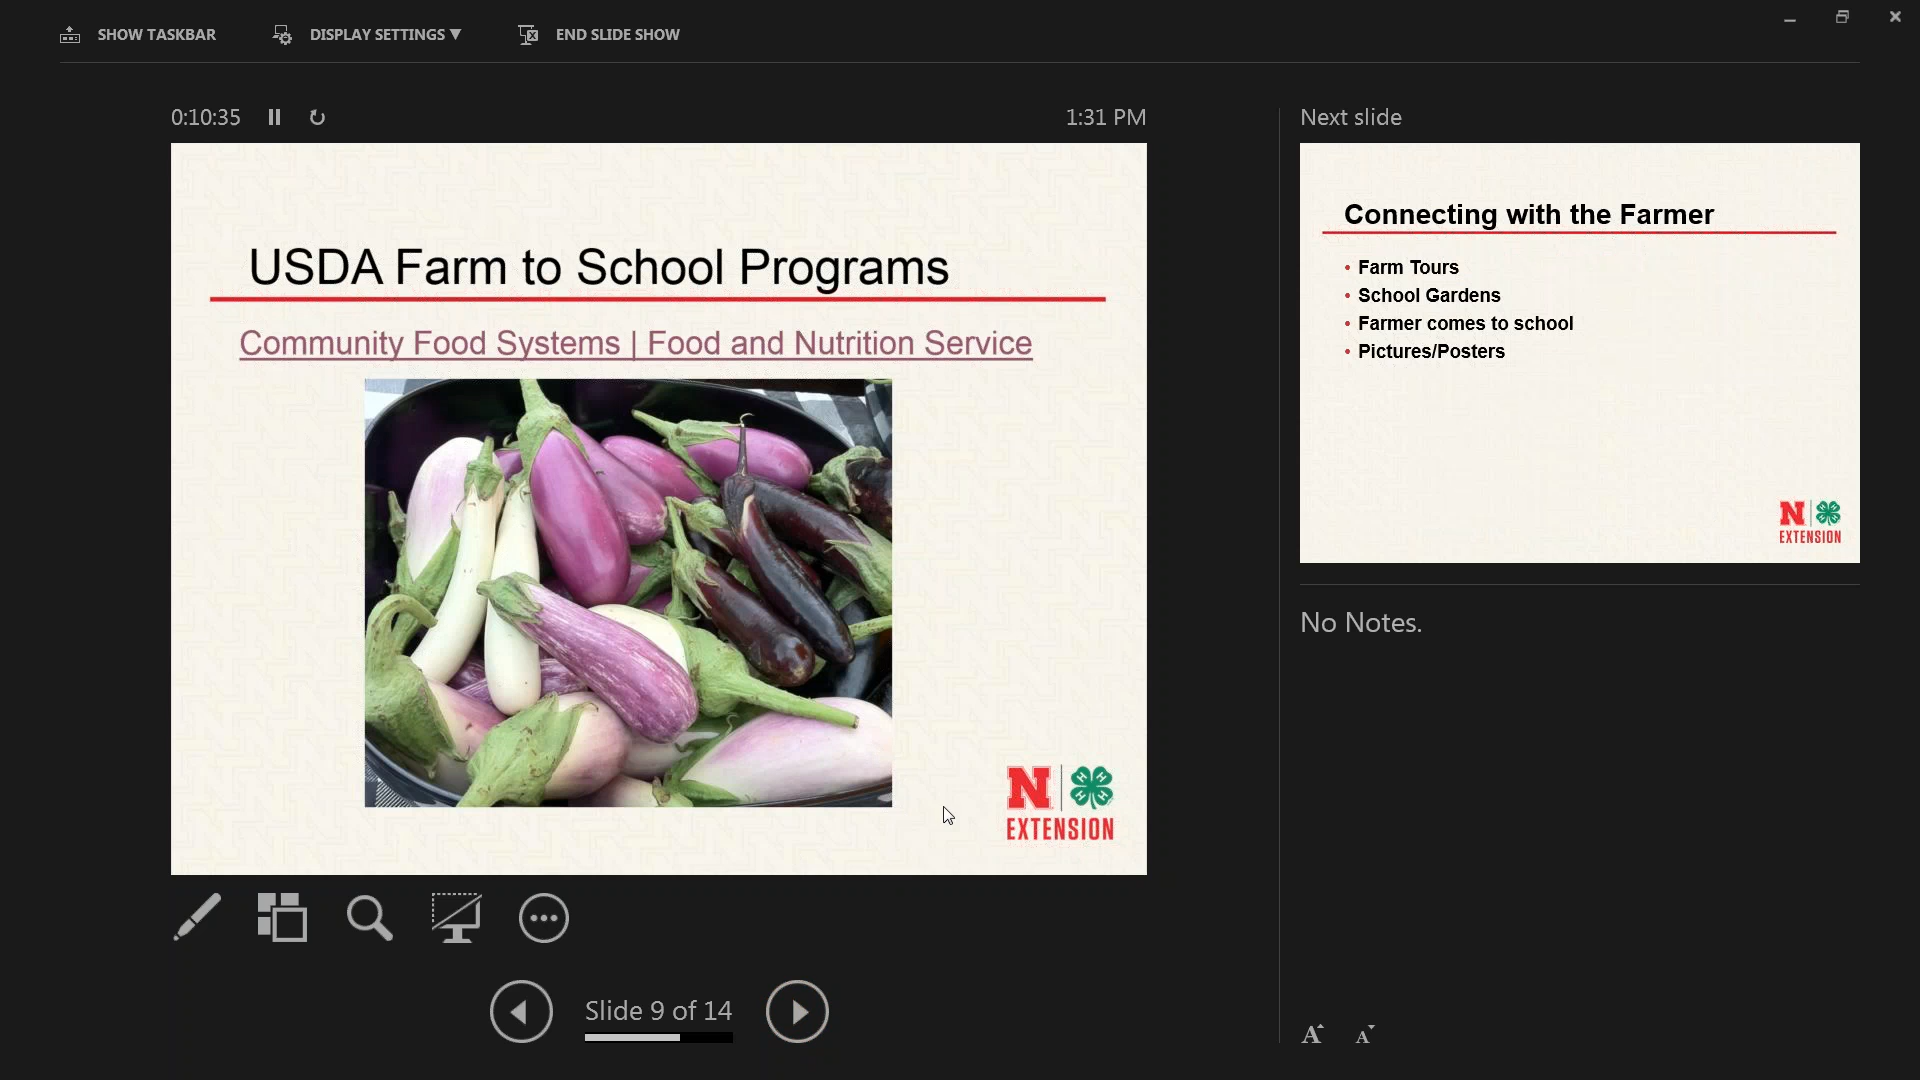 SHOW TASKBAR
DISPLAY SETTINGS ▼
END SLIDE SHOW
0:10:35
1:31 PM
USDA Farm to School Programs
Community Food Systems | Food and Nutrition Service
N
H H H H
EXTENSION
Slide 9 of 14
Next slide
Connecting with the Farmer
• Farm Tours
• School Gardens
• Farmer comes to school
• Pictures/Posters
N
EXTENSION
No Notes.
A A